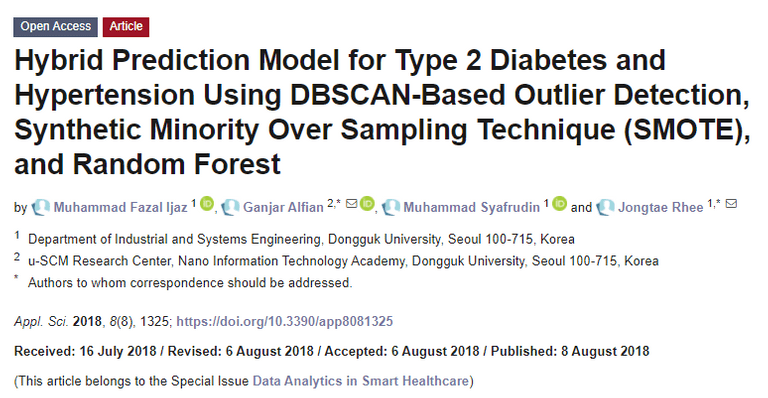 Open Access Article
Hybrid Prediction Model for Type 2 Diabetes and
Hypertension Using DBSCAN-Based Outlier Detection,
Synthetic Minority Over Sampling Technique (SMOTE),
and Random Forest
by Muhammad Fazal Ijaz 1 iD, Ganjar Alfian 2,* iD, Muhammad Syafrudin 1 iD and Jongtae Rhee 1,*
1 Department of Industrial and Systems Engineering, Dongguk University, Seoul 100-715, Korea
2 u-SCM Research Center, Nano Information Technology Academy, Dongguk University, Seoul 100-715, Korea
* Authors to whom correspondence should be addressed.
Appl. Sci. 2018, 8(8), 1325; https://doi.org/10.3390/app8081325
Received: 16 July 2018 / Revised: 6 August 2018 / Accepted: 6 August 2018 / Published: 8 August 2018
(This article belongs to the Special Issue Data Analytics in Smart Healthcare)